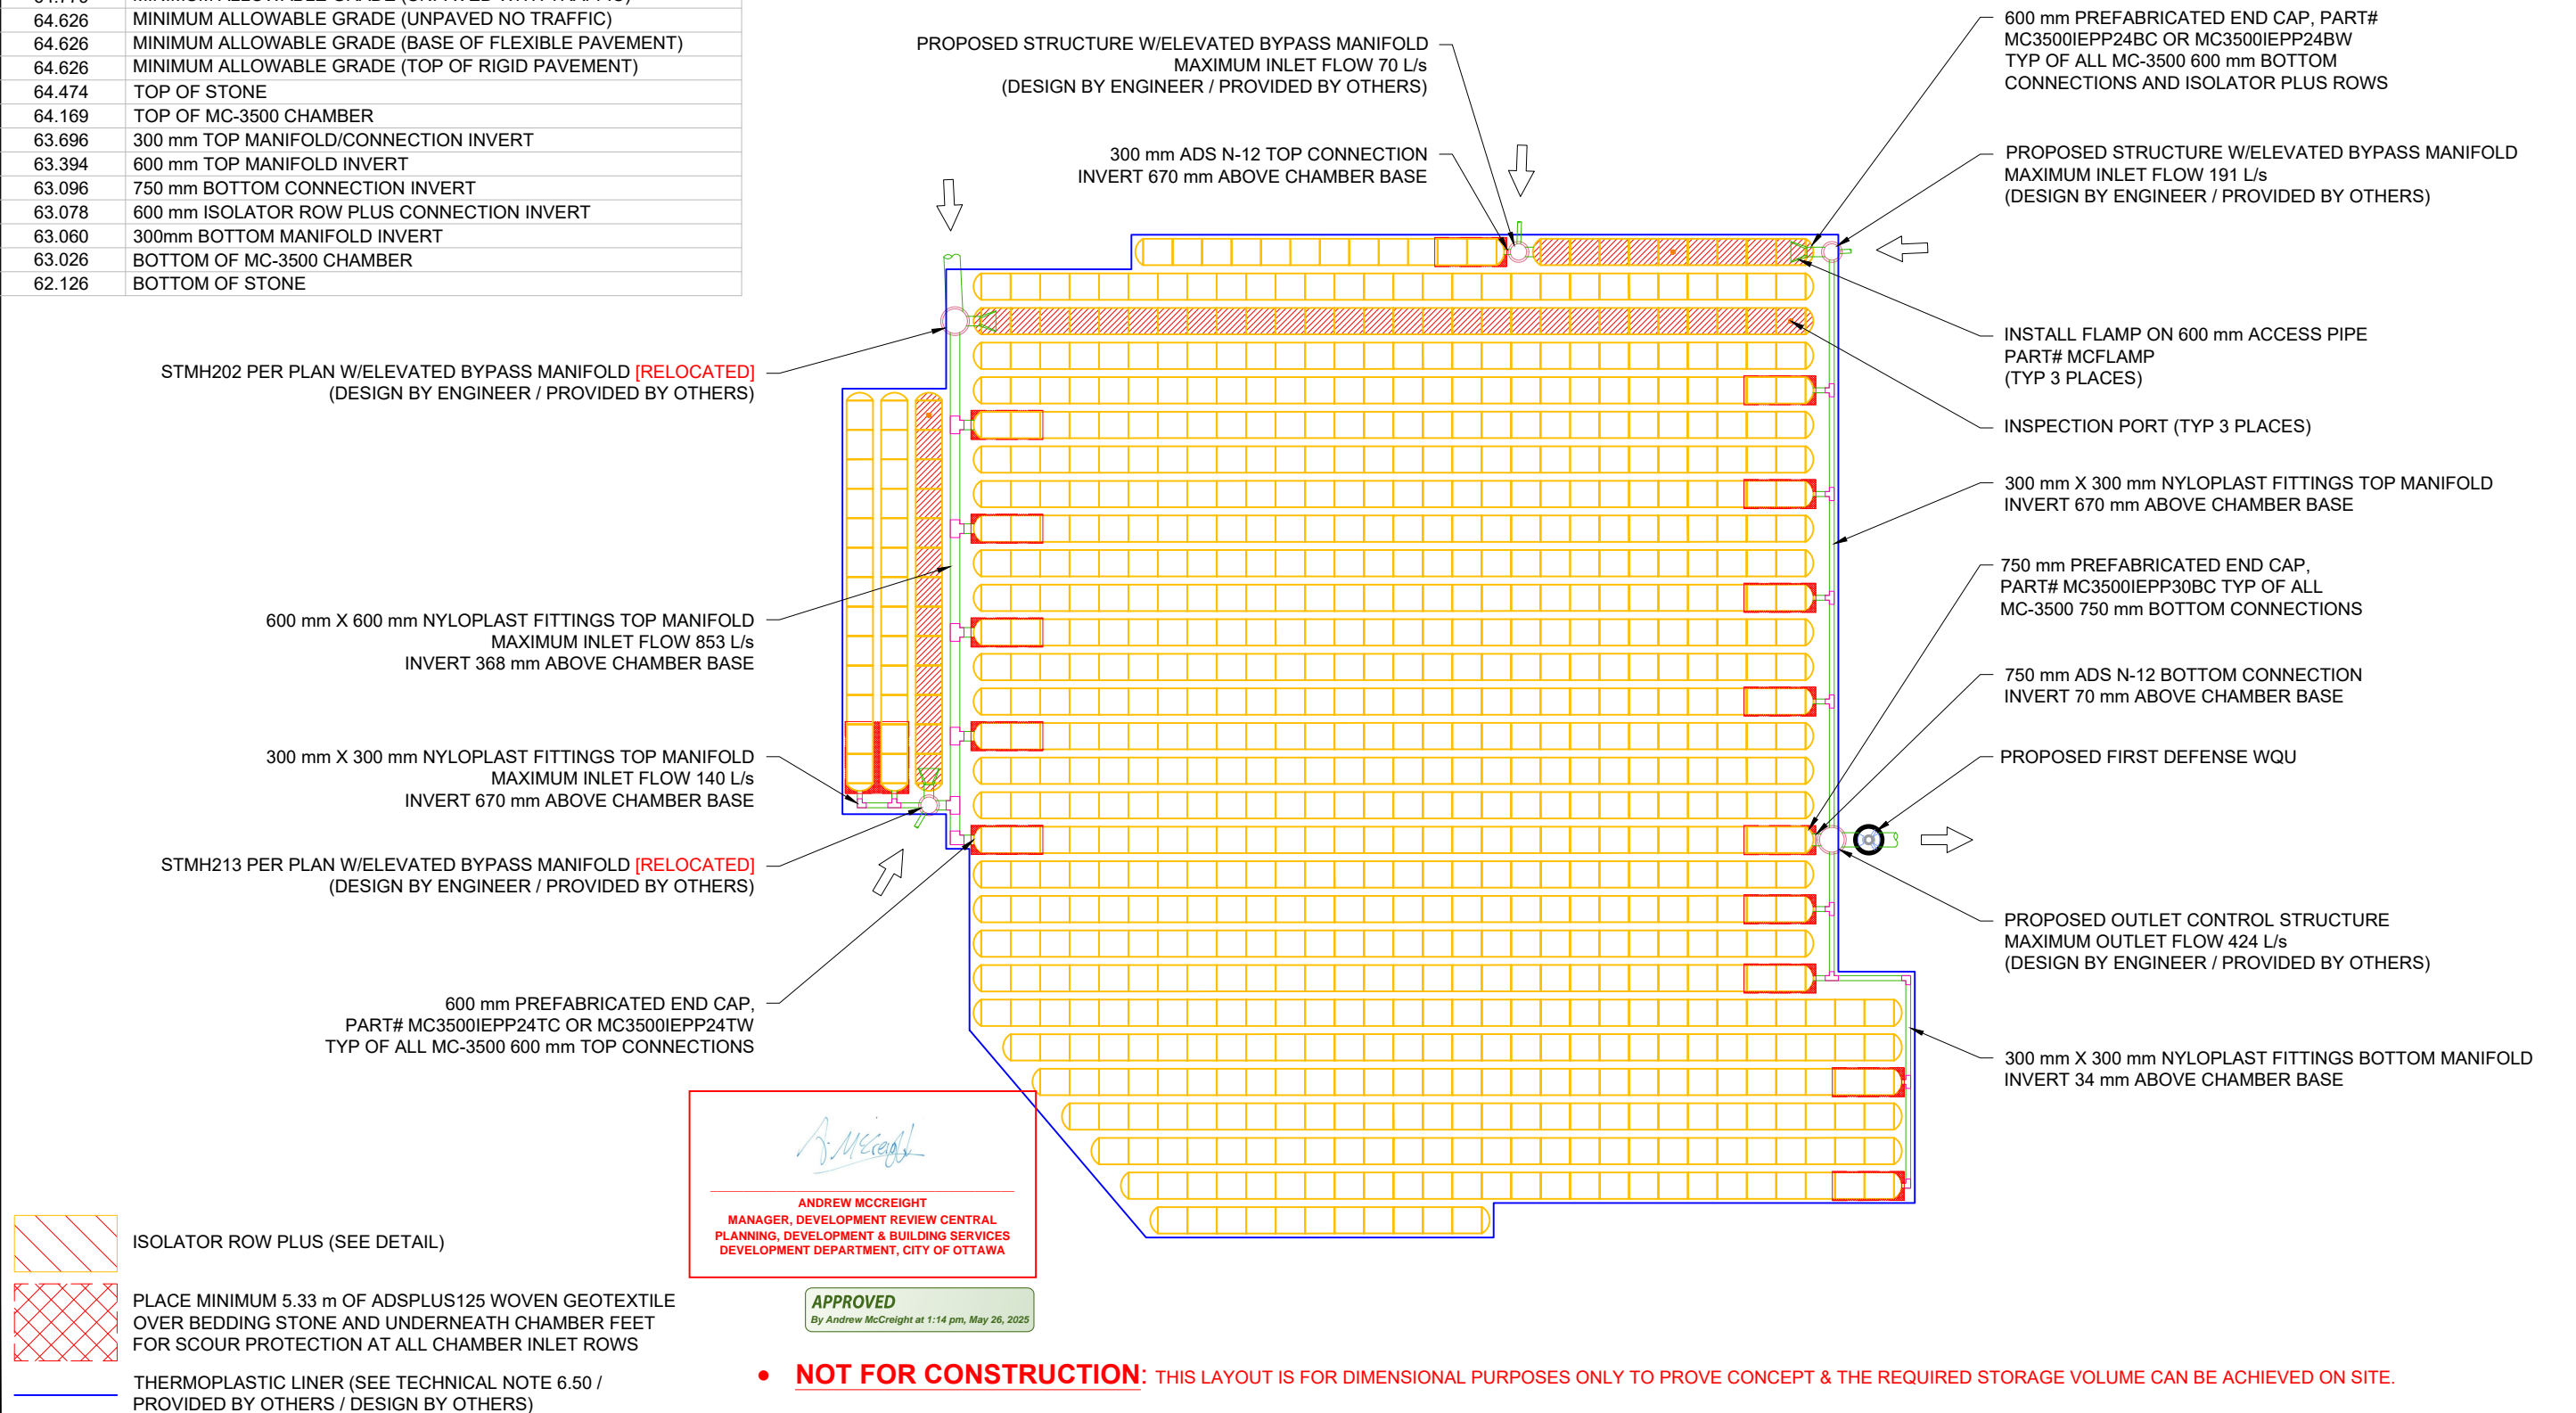 64.626 MINIMUM ALLOWABLE GRADE (UNPAVED NO TRAFFIC)
64.626 MINIMUM ALLOWABLE GRADE (BASE OF FLEXIBLE PAVEMENT)
64.626 MINIMUM ALLOWABLE GRADE (TOP OF RIGID PAVEMENT)
64.474 TOP OF STONE
64.169 TOP OF MC-3500 CHAMBER
63.696 300 mm TOP MANIFOLD/CONNECTION INVERT
63.394 600 mm TOP MANIFOLD INVERT
63.096 750 mm BOTTOM CONNECTION INVERT
63.078 600 mm ISOLATOR ROW PLUS CONNECTION INVERT
63.060 300mm BOTTOM MANIFOLD INVERT
63.026 BOTTOM OF MC-3500 CHAMBER
62.126 BOTTOM OF STONE
PROPOSED STRUCTURE W/ELEVATED BYPASS MANIFOLD
MAXIMUM INLET FLOW 70 L/s
(DESIGN BY ENGINEER / PROVIDED BY OTHERS)
300 mm ADS N-12 TOP CONNECTION
INVERT 670 mm ABOVE CHAMBER BASE
STMH202 PER PLAN W/ELEVATED BYPASS MANIFOLD [RELOCATED]
(DESIGN BY ENGINEER / PROVIDED BY OTHERS)
600 mm X 600 mm NYLOPLAST FITTINGS TOP MANIFOLD
MAXIMUM INLET FLOW 853 L/s
INVERT 368 mm ABOVE CHAMBER BASE
300 mm X 300 mm NYLOPLAST FITTINGS TOP MANIFOLD
MAXIMUM INLET FLOW 140 L/s
INVERT 670 mm ABOVE CHAMBER BASE
STMH213 PER PLAN W/ELEVATED BYPASS MANIFOLD [RELOCATED]
(DESIGN BY ENGINEER / PROVIDED BY OTHERS)
600 mm PREFABRICATED END CAP,
PART# MC3500IEPP24TC OR MC3500IEPP24TW
TYP OF ALL MC-3500 600 mm TOP CONNECTIONS
600 mm PREFABRICATED END CAP, PART#
MC3500IEPP24BC OR MC3500IEPP24BW
TYP OF ALL MC-3500 600 mm BOTTOM
CONNECTIONS AND ISOLATOR PLUS ROWS
PROPOSED STRUCTURE W/ELEVATED BYPASS MANIFOLD
MAXIMUM INLET FLOW 191 L/s
(DESIGN BY ENGINEER / PROVIDED BY OTHERS)
INSTALL FLAMP ON 600 mm ACCESS PIPE
PART# MCFLAMP
(TYP 3 PLACES)
INSPECTION PORT (TYP 3 PLACES)
300 mm X 300 mm NYLOPLAST FITTINGS TOP MANIFOLD
INVERT 670 mm ABOVE CHAMBER BASE
750 mm PREFABRICATED END CAP,
PART# MC3500IEPP30BC TYP OF ALL
MC-3500 750 mm BOTTOM CONNECTIONS
750 mm ADS N-12 BOTTOM CONNECTION
INVERT 70 mm ABOVE CHAMBER BASE
PROPOSED FIRST DEFENSE WQU
PROPOSED OUTLET CONTROL STRUCTURE
MAXIMUM OUTLET FLOW 424 L/s
(DESIGN BY ENGINEER / PROVIDED BY OTHERS)
300 mm X 300 mm NYLOPLAST FITTINGS BOTTOM MANIFOLD
INVERT 34 mm ABOVE CHAMBER BASE
A. McCreight
ANDREW MCCREIGHT
MANAGER, DEVELOPMENT REVIEW CENTRAL
PLANNING, DEVELOPMENT & BUILDING SERVICES
DEVELOPMENT DEPARTMENT, CITY OF OTTAWA
APPROVED
By Andrew McCreight at 1:14 pm, May 26, 2025
ISOLATOR ROW PLUS (SEE DETAIL)
PLACE MINIMUM 5.33 m OF ADSPLUS125 WOVEN GEOTEXTILE
OVER BEDDING STONE AND UNDERNEATH CHAMBER FEET
FOR SCOUR PROTECTION AT ALL CHAMBER INLET ROWS
THERMOPLASTIC LINER (SEE TECHNICAL NOTE 6.50 /
PROVIDED BY OTHERS / DESIGN BY OTHERS)
• NOT FOR CONSTRUCTION: THIS LAYOUT IS FOR DIMENSIONAL PURPOSES ONLY TO PROVE CONCEPT & THE REQUIRED STORAGE VOLUME CAN BE ACHIEVED ON SITE.